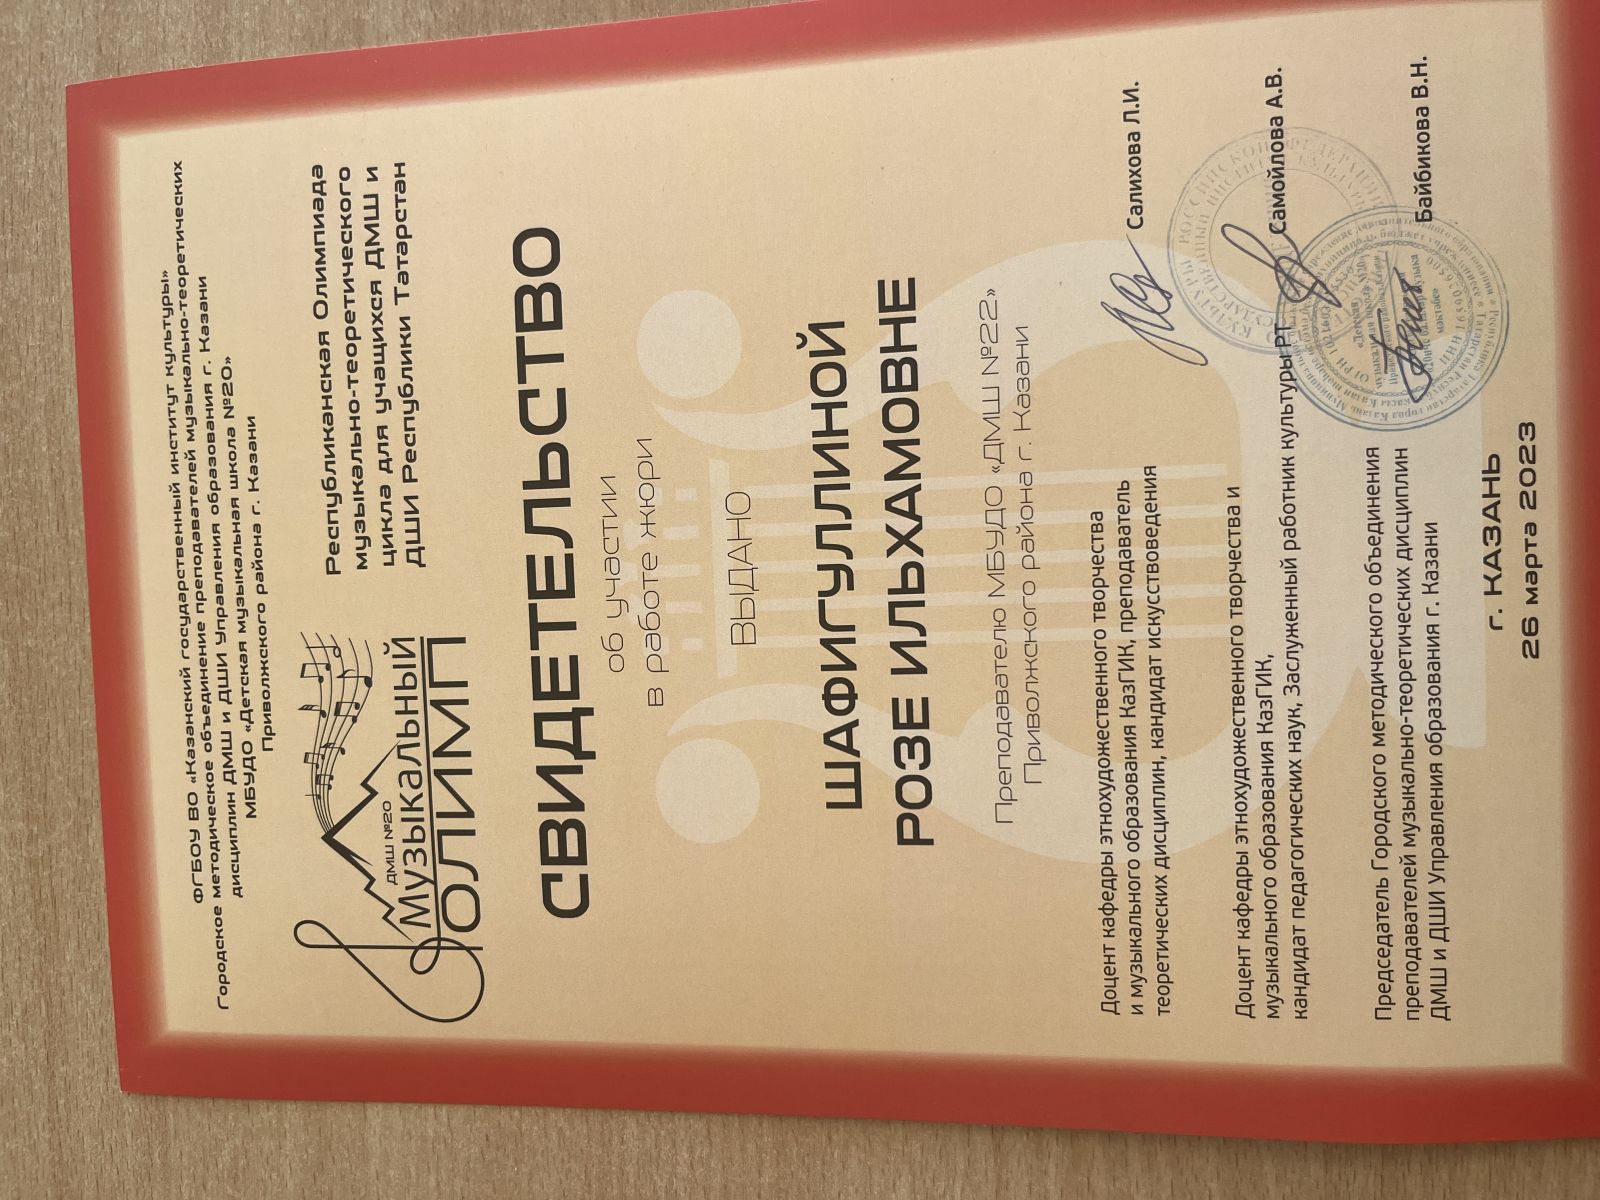 ФГБОУ ВО «Казанский государственный институт культуры»
Городское методическое объединение преподавателей музыкально-теоретических
дисциплин ДМШ и ДШИ Управления образования г. Казани
МБУДО «Детская музыкальная школа №20»
Приволжского района г. Казани
ДМШ №20
Музыкальный
ОЛИМП
Республиканская Олимпиада
музыкально-теоретического
цикла для учащихся ДМШ и
ДШИ Республики Татарстан
СВИДЕТЕЛЬСТВО
об участии
в работе жюри
ВЫДАНО
ШАФИГУЛЛИНОЙ
РОЗЕ ИЛЬХАМОВНЕ
Преподавателю МБУДО «ДМШ №22»
Приволжского района г. Казани
Доцент кафедры этнохудожественного творчества
и музыкального образования КазГИК, преподаватель
теоретических дисциплин, кандидат искусствоведения
Салихова Л.И.
Доцент кафедры этнохудожественного творчества и
музыкального образования КазГИК,
кандидат педагогических наук, Заслуженный работник культуры РТ
Самойлова А.В.
Председатель Городского методического объединения
преподавателей музыкально-теоретических дисциплин
ДМШ и ДШИ Управления образования г. Казани
Байбикова В.Н.
г. КАЗАНЬ
26 марта 2023